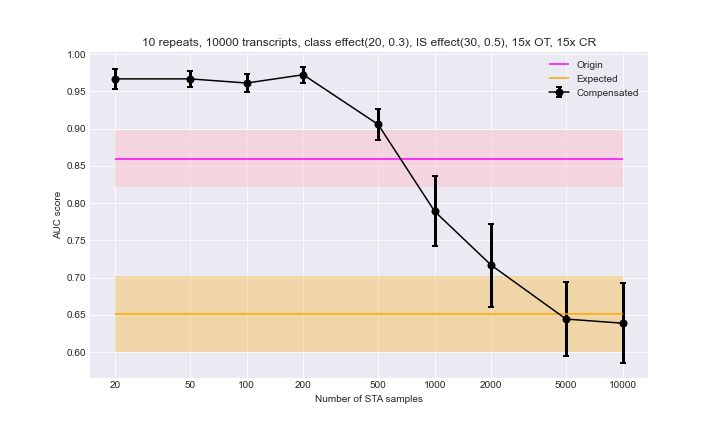 10 repeats, 10000 transcripts, class effect(20, 0.3), IS effect(30, 0.5), 15x OT, 15x CR
1.00
0.95
0.90
0.85
0.80
0.75
0.70
0.65
0.60
AUC score
Origin
Expected
Compensated
20 50 100 200 500 1000 2000 5000 10000
Number of STA samples